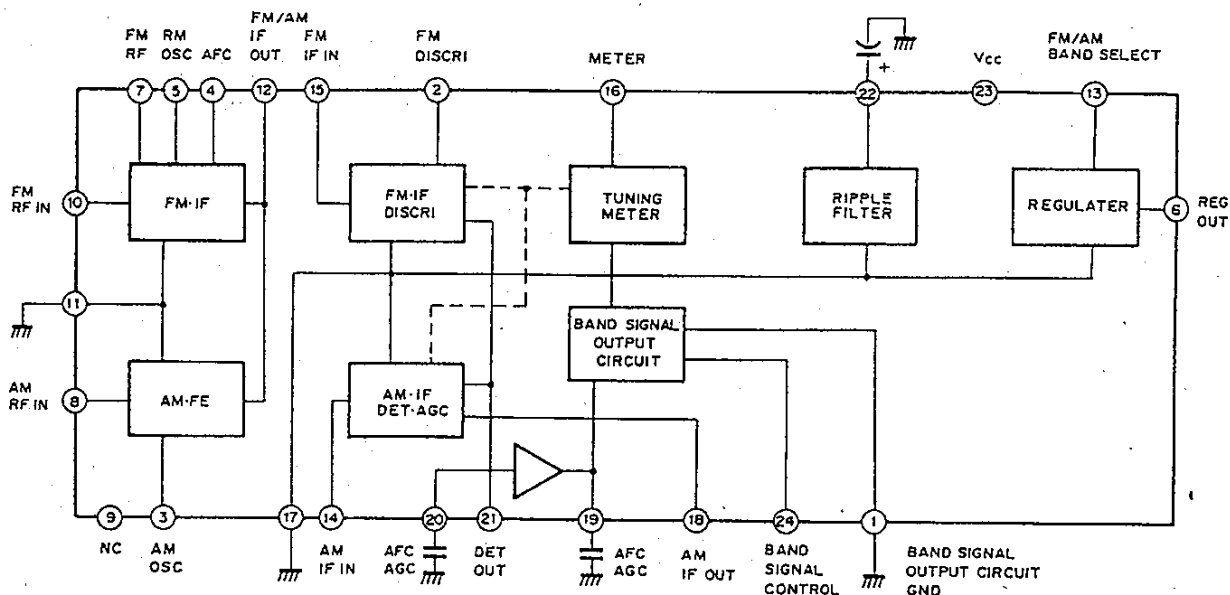 FM RF
RM OSC
AFC
FM/AM IF OUT
FM IF IN
FM DISCRI
METER
+
Vcc
FM/AM BAND SELECT
7
5
4
12
15
2
16
22
23
13
FM RF IN
10
FM·IF
FM·IF DISCRI
TUNING METER
RIPPLE FILTER
REGULATER
6
REG OUT
11
BAND SIGNAL OUTPUT CIRCUIT
AM RF IN
8
AM·FE
AM·IF DET·AGC
9
3
17
14
20
21
19
18
24
1
NC
AM OSC
AM IF IN
AFC AGC
DET OUT
AFC AGC
AM IF OUT
BAND SIGNAL CONTROL
BAND SIGNAL OUTPUT CIRCUIT GND